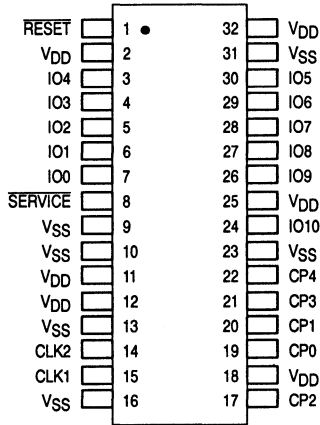 RESET 1 32 VDD
VDD 2 31 VSS
IO4 3 30 IO5
IO3 4 29 IO6
IO2 5 28 IO7
IO1 6 27 IO8
IO0 7 26 IO9
SERVICE 8 25 VDD
VSS 9 24 IO10
VSS 10 23 VSS
VDD 11 22 CP4
VDD 12 21 CP3
VSS 13 20 CP1
CLK2 14 19 CP0
CLK1 15 18 VDD
VSS 16 17 CP2